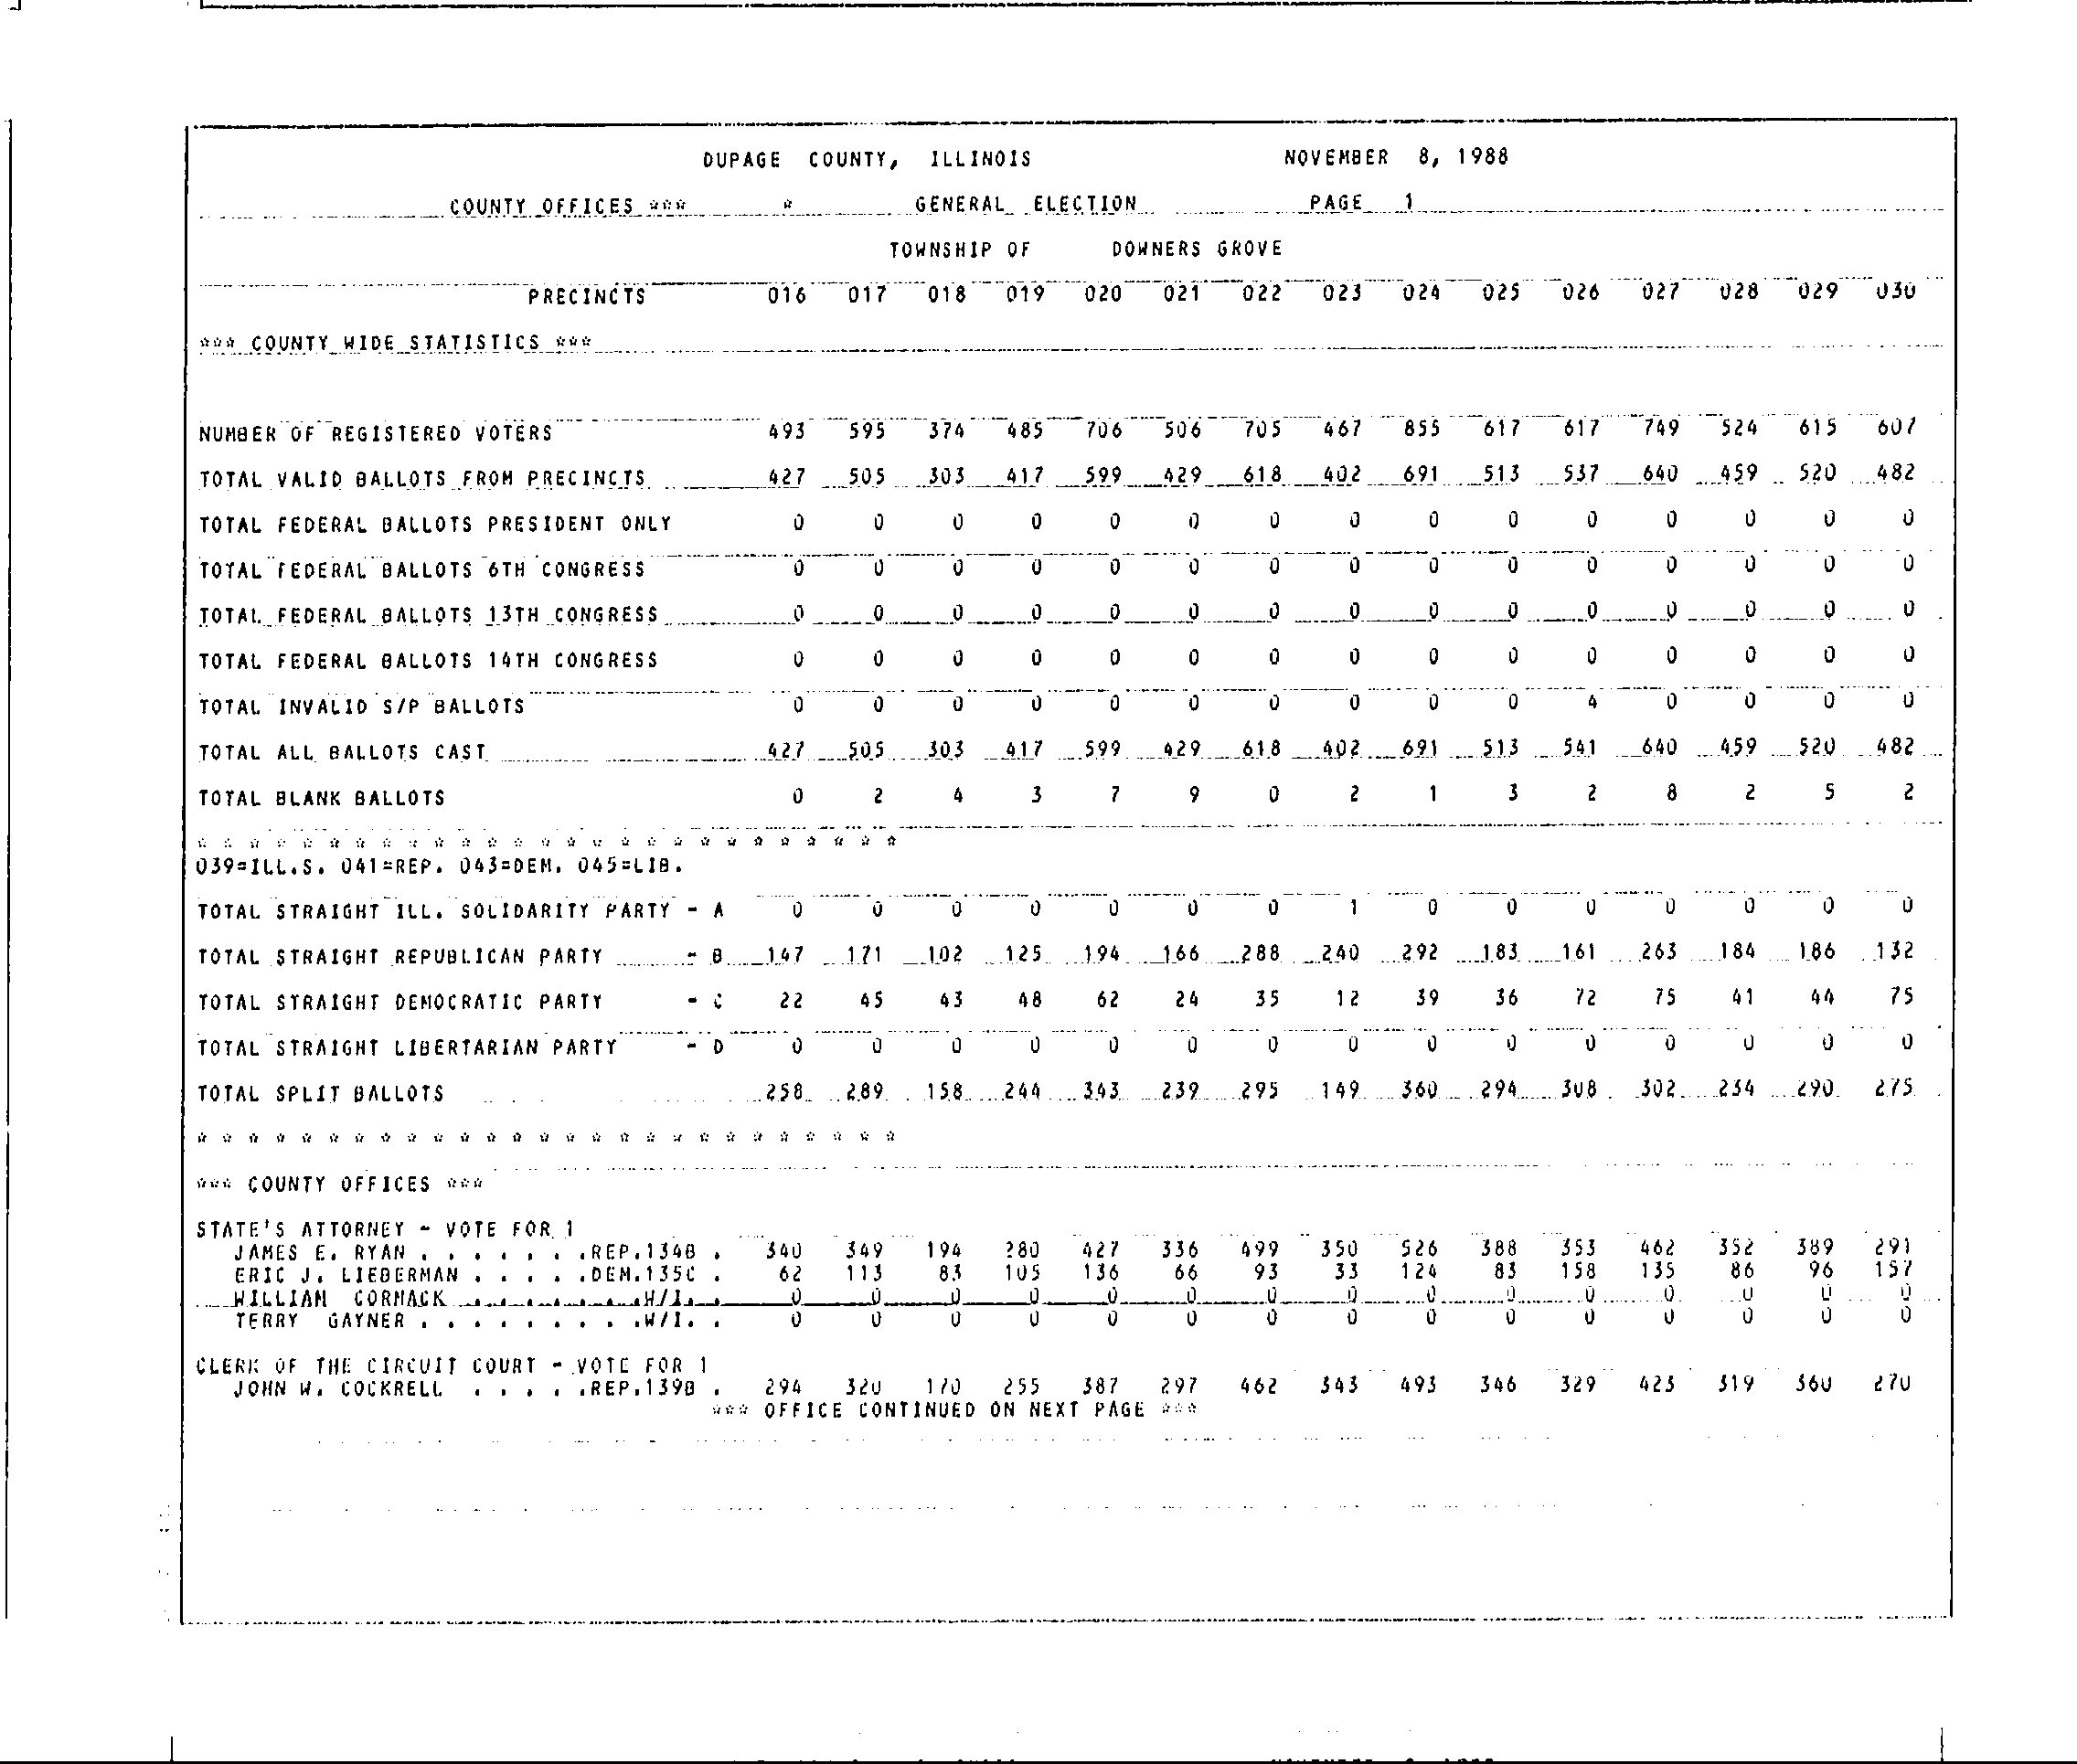 DUPAGE COUNTY, ILLINOIS NOVEMBER 8, 1988
COUNTY OFFICES *** * GENERAL ELECTION PAGE 1
TOWNSHIP OF DOWNERS GROVE
PRECINCTS 016 017 018 019 020 021 022 023 024 025 026 027 028 029 030
*** COUNTY WIDE STATISTICS ***
NUMBER OF REGISTERED VOTERS 493 595 374 485 706 506 705 467 855 617 617 749 524 615 607
TOTAL VALID BALLOTS FROM PRECINCTS 427 505 303 417 599 429 618 402 691 513 537 640 459 520 482
TOTAL FEDERAL BALLOTS PRESIDENT ONLY 0 0 0 0 0 0 0 0 0 0 0 0 0 0 0
TOTAL FEDERAL BALLOTS 6TH CONGRESS 0 0 0 0 0 0 0 0 0 0 0 0 0 0 0
TOTAL FEDERAL BALLOTS 13TH CONGRESS 0 0 0 0 0 0 0 0 0 0 0 0 0 0 0
TOTAL FEDERAL BALLOTS 14TH CONGRESS 0 0 0 0 0 0 0 0 0 0 0 0 0 0 0
TOTAL INVALID S/P BALLOTS 0 0 0 0 0 0 0 0 0 0 4 0 0 0 0
TOTAL ALL BALLOTS CAST 427 505 303 417 599 429 618 402 691 513 541 640 459 520 482
TOTAL BLANK BALLOTS 0 2 4 3 7 9 0 2 1 3 2 8 2 5 2
* * * * * * * * * * * * * * * * * * * * * * * * * * *
039=ILL.S. 041=REP. 043=DEM. 045=LIB.
TOTAL STRAIGHT ILL. SOLIDARITY PARTY - A 0 0 0 0 0 0 0 1 0 0 0 0 0 0 0
TOTAL STRAIGHT REPUBLICAN PARTY - B 147 171 102 125 194 166 288 240 292 183 161 263 184 186 132
TOTAL STRAIGHT DEMOCRATIC PARTY - C 22 45 43 48 62 24 35 12 39 36 72 75 41 44 75
TOTAL STRAIGHT LIBERTARIAN PARTY - D 0 0 0 0 0 0 0 0 0 0 0 0 0 0 0
TOTAL SPLIT BALLOTS 258 289 158 244 343 239 295 149 360 294 308 302 234 290 275
* * * * * * * * * * * * * * * * * * * * * * * * * * *
*** COUNTY OFFICES ***
STATE'S ATTORNEY - VOTE FOR 1
JAMES E. RYAN . . . . . . .REP.134B . 340 349 194 280 427 336 499 350 526 388 353 462 352 389 291
ERIC J. LIEBERMAN . . . . .DEM.135C . 62 113 83 105 136 66 93 33 124 83 158 135 86 96 157
WILLIAM CORMACK . . . . . . . .W/I. . 0 0 0 0 0 0 0 0 0 0 0 0 0 0 0
TERRY GAYNER . . . . . . . . .W/I. . 0 0 0 0 0 0 0 0 0 0 0 0 0 0 0
CLERK OF THE CIRCUIT COURT - VOTE FOR 1
JOHN W. COCKRELL . . . . .REP.139B . 294 320 170 255 387 297 462 343 493 346 329 423 319 360 270
*** OFFICE CONTINUED ON NEXT PAGE ***